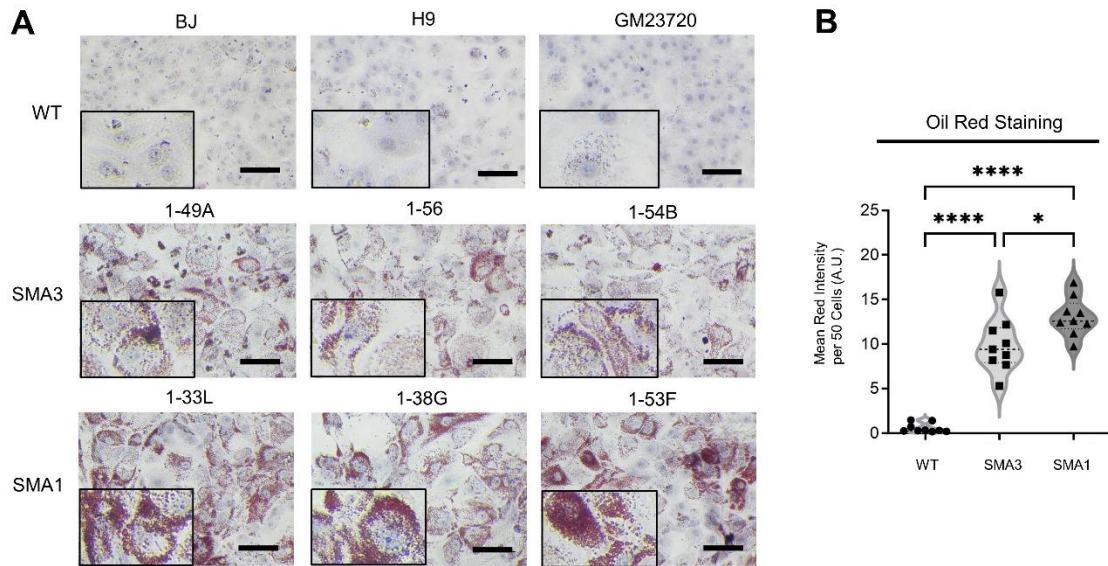 A
BJ
H9
GM23720
WT
1-49A
1-56
1-54B
SMA3
1-33L
1-38G
1-53F
SMA1
B
Oil Red Staining
****
****
*
25
20
15
10
5
0
Mean Red Intensity
per 50 Cells (A.U.)
WT
SMA3
SMA1